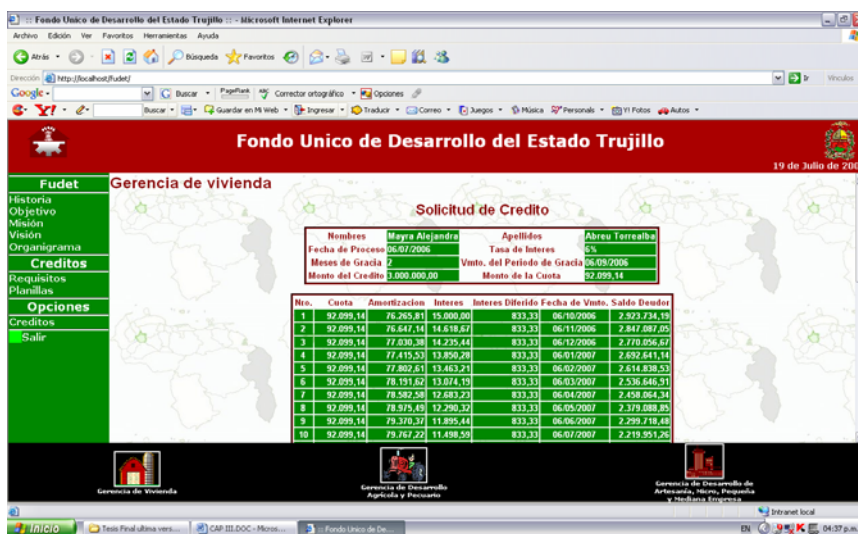 :: Fondo Unico de Desarrollo del Estado Trujillo :: - Microsoft Internet Explorer
Archivo Edición Ver Favoritos Herramientas Ayuda
Atrás Búsqueda Favoritos
Dirección http://localhost/Fudet/ Ir Vínculos
Google Buscar PageRank Corrector ortográfico Opciones
Y! Buscar Guardar en Mi Web Ingresar Traducir Correo Juegos Música Personals Y! Fotos Autos
Fondo Unico de Desarrollo del Estado Trujillo
19 de Julio de 200
Fudet
Historia
Objetivo
Misión
Visión
Organigrama
Creditos
Requisitos
Planillas
Opciones
Creditos
Salir
Gerencia de vivienda
Solicitud de Credito
Nombres Mayra Alejandra Apellidos Abreu Torrealba
Fecha de Proceso 06/07/2006 Tasa de Interes 6%
Meses de Gracia 2 Vmto. del Periodo de Gracia 06/09/2006
Monto del Credito 3.000.000,00 Monto de la Cuota 92.099,14
Nro. Cuota Amortizacion Interes Interes Diferido Fecha de Vmto. Saldo Deudor
1 92.099,14 76.265,81 15.000,00 833,33 06/10/2006 2.923.734,19
2 92.099,14 76.647,14 14.618,67 833,33 06/11/2006 2.847.087,05
3 92.099,14 77.030,38 14.235,44 833,33 06/12/2006 2.770.056,67
4 92.099,14 77.415,53 13.850,28 833,33 06/01/2007 2.692.641,14
5 92.099,14 77.802,61 13.463,21 833,33 06/02/2007 2.614.838,53
6 92.099,14 78.191,62 13.074,19 833,33 06/03/2007 2.536.646,91
7 92.099,14 78.582,58 12.683,23 833,33 06/04/2007 2.458.064,34
8 92.099,14 78.975,49 12.290,32 833,33 06/05/2007 2.379.088,85
9 92.099,14 79.370,37 11.895,44 833,33 06/06/2007 2.299.718,48
10 92.099,14 79.767,22 11.498,59 833,33 06/07/2007 2.219.951,26
Gerencia de Vivienda
Gerencia de Desarrollo
Agrícola y Pecuario
Gerencia de Desarrollo de
Artesanía, Micro, Pequeña
y Mediana Empresa
Intranet local
Inicio Tesis Final ultima vers... CAP III.DOC - Micros... :: Fondo Unico de De... EN 04:37 p.m.